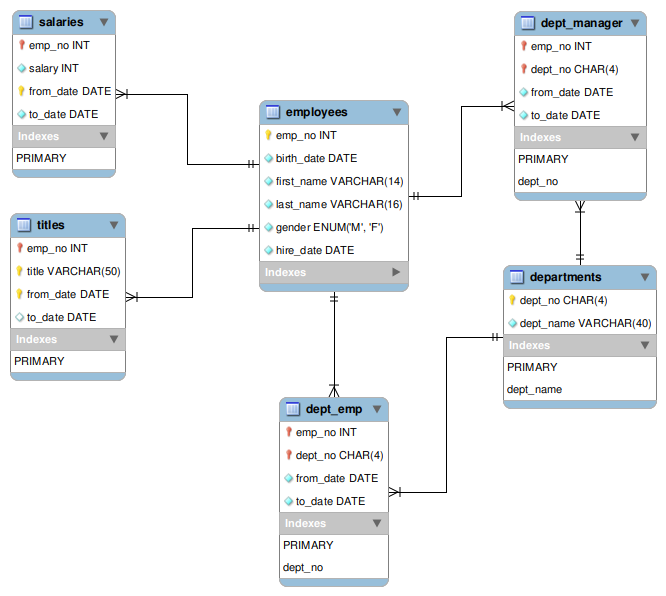 salaries
emp_no INT
salary INT
from_date DATE
to_date DATE
Indexes
PRIMARY
titles
emp_no INT
title VARCHAR(50)
from_date DATE
to_date DATE
Indexes
PRIMARY
employees
emp_no INT
birth_date DATE
first_name VARCHAR(14)
last_name VARCHAR(16)
gender ENUM('M', 'F')
hire_date DATE
Indexes
dept_emp
emp_no INT
dept_no CHAR(4)
from_date DATE
to_date DATE
Indexes
PRIMARY
dept_no
dept_manager
emp_no INT
dept_no CHAR(4)
from_date DATE
to_date DATE
Indexes
PRIMARY
dept_no
departments
dept_no CHAR(4)
dept_name VARCHAR(40)
Indexes
PRIMARY
dept_name